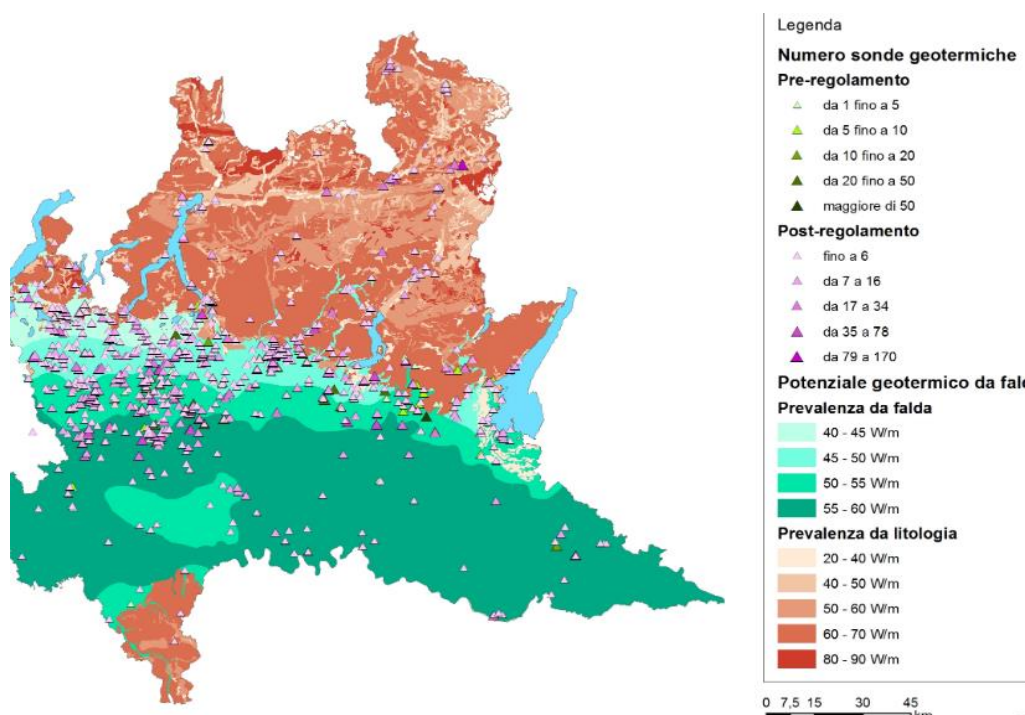 Legenda
Numero sonde geotermiche
Pre-regolamento
da 1 fino a 5
da 5 fino a 10
da 10 fino a 20
da 20 fino a 50
maggiore di 50
Post-regolamento
fino a 6
da 7 a 16
da 17 a 34
da 35 a 78
da 79 a 170
Potenziale geotermico da fald
Prevalenza da falda
40 - 45 W/m
45 - 50 W/m
50 - 55 W/m
55 - 60 W/m
Prevalenza da litologia
20 - 40 W/m
40 - 50 W/m
50 - 60 W/m
60 - 70 W/m
80 - 90 W/m
0 7,5 15 30 45
km